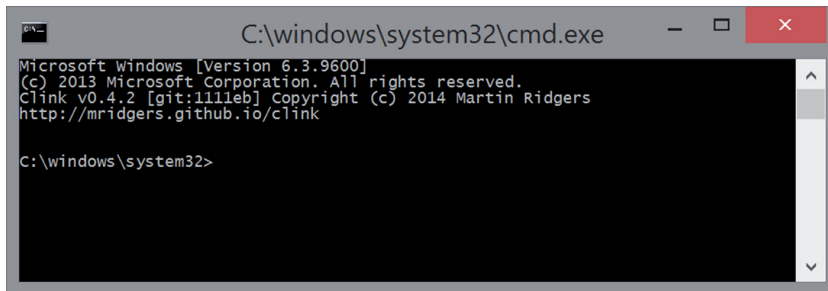 C:\windows\system32\cmd.exe
Microsoft Windows [Version 6.3.9600]
(c) 2013 Microsoft Corporation. All rights reserved.
Clink v0.4.2 [git:1111eb] Copyright (c) 2014 Martin Ridgers
http://mridgers.github.io/clink
C:\windows\system32>